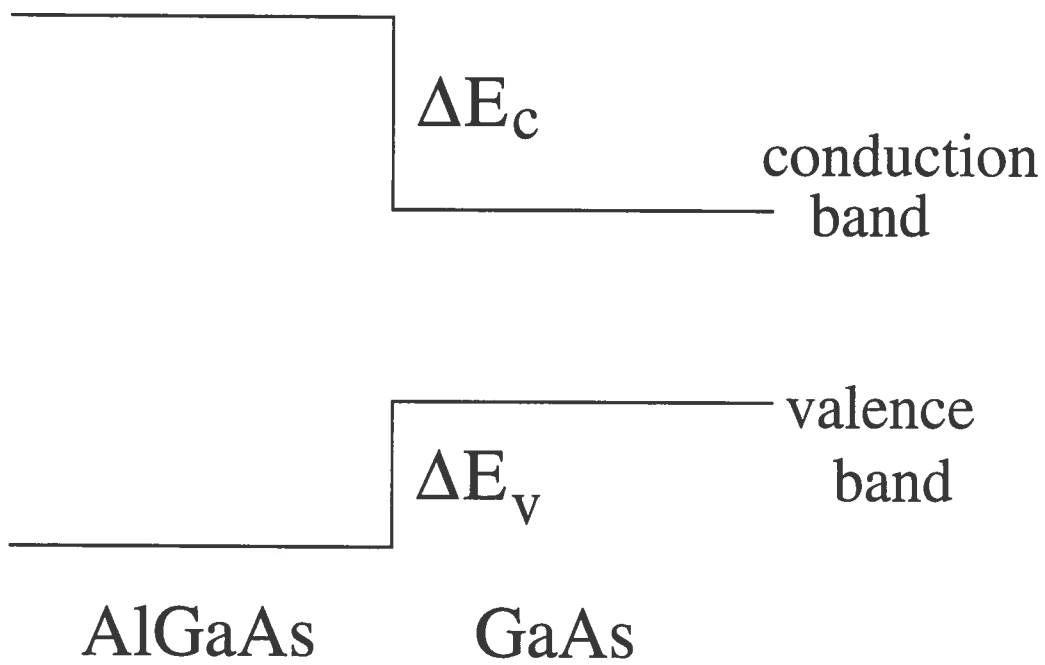 ΔEc
conduction
band
valence
band
ΔEv
AlGaAs GaAs